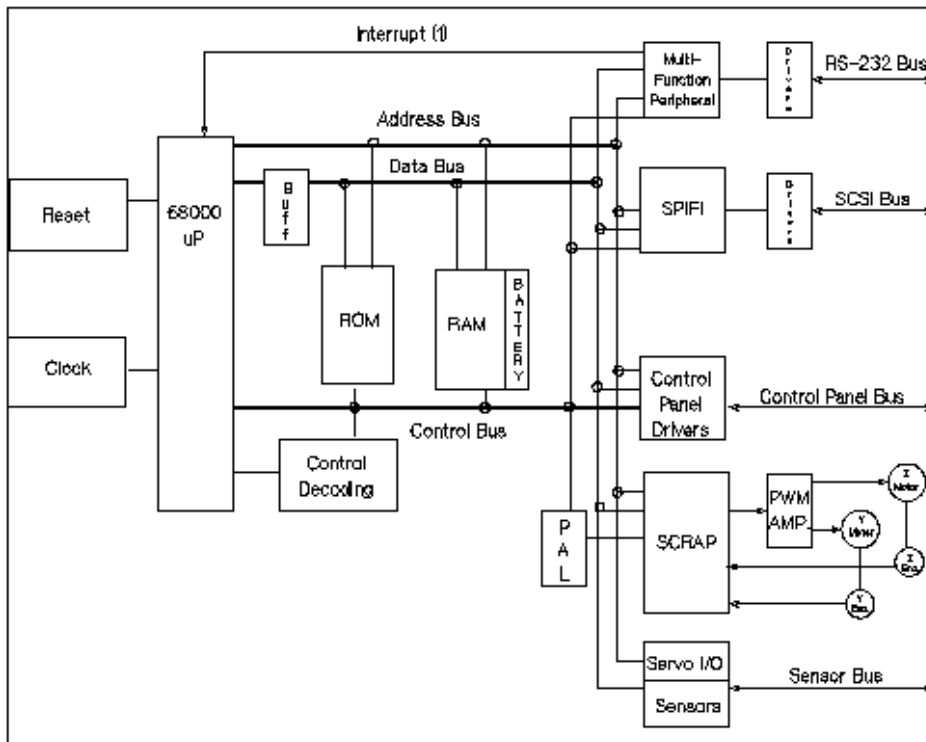 Interrupt (1)
Multi-
Function
Peripheral
Drivers
RS-232 Bus
Address Bus
Data Bus
Buff
Reset
68000
uP
SPIFI
Drivers
SCSI Bus
ROM
RAM
BATTERY
Clock
Control
Panel
Drivers
Control Panel Bus
Control Bus
Control
Decoding
PAL
SCRAP
PWM
AMP
Z
Motor
Y
Motor
Z
Enc.
Y
Enc.
Servo I/O
Sensors
Sensor Bus